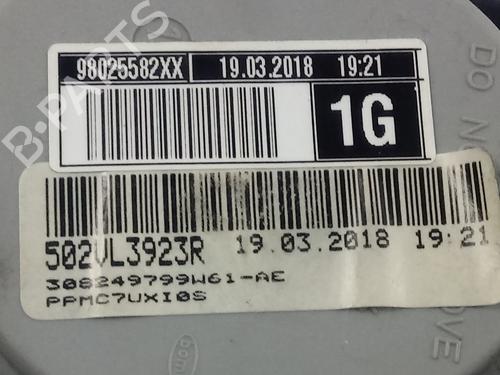 98025582XX 19.03.2018 19:21
1G
502VL3923R 19.03.2018 19:21
308249799W61-AE
PPMC7UXI0S
B-PARTS